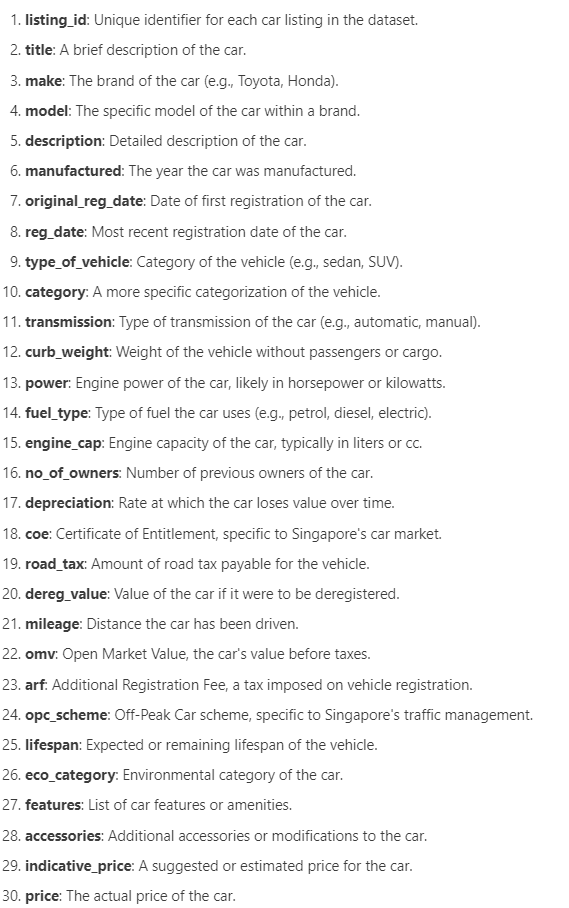 1. listing_id: Unique identifier for each car listing in the dataset.
2. title: A brief description of the car.
3. make: The brand of the car (e.g., Toyota, Honda).
4. model: The specific model of the car within a brand.
5. description: Detailed description of the car.
6. manufactured: The year the car was manufactured.
7. original_reg_date: Date of first registration of the car.
8. reg_date: Most recent registration date of the car.
9. type_of_vehicle: Category of the vehicle (e.g., sedan, SUV).
10. category: A more specific categorization of the vehicle.
11. transmission: Type of transmission of the car (e.g., automatic, manual).
12. curb_weight: Weight of the vehicle without passengers or cargo.
13. power: Engine power of the car, likely in horsepower or kilowatts.
14. fuel_type: Type of fuel the car uses (e.g., petrol, diesel, electric).
15. engine_cap: Engine capacity of the car, typically in liters or cc.
16. no_of_owners: Number of previous owners of the car.
17. depreciation: Rate at which the car loses value over time.
18. coe: Certificate of Entitlement, specific to Singapore's car market.
19. road_tax: Amount of road tax payable for the vehicle.
20. dereg_value: Value of the car if it were to be deregistered.
21. mileage: Distance the car has been driven.
22. omv: Open Market Value, the car's value before taxes.
23. arf: Additional Registration Fee, a tax imposed on vehicle registration.
24. opc_scheme: Off-Peak Car scheme, specific to Singapore's traffic management.
25. lifespan: Expected or remaining lifespan of the vehicle.
26. eco_category: Environmental category of the car.
27. features: List of car features or amenities.
28. accessories: Additional accessories or modifications to the car.
29. indicative_price: A suggested or estimated price for the car.
30. price: The actual price of the car.